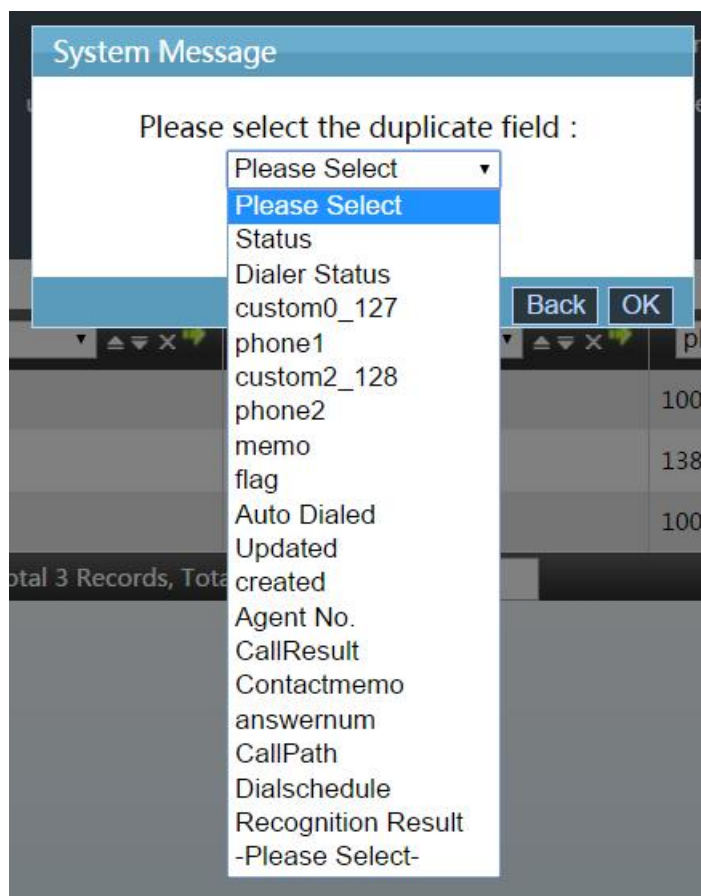 System Message
Please select the duplicate field :
Please Select
Please Select
Status
Dialer Status
custom0_127
Back OK
phone1
custom2_128
phone2
100
memo
138
flag
Auto Dialed
100
Updated
otal 3 Records, Tota
created
Agent No.
CallResult
Contactmemo
answernum
CallPath
Dialschedule
Recognition Result
-Please Select-